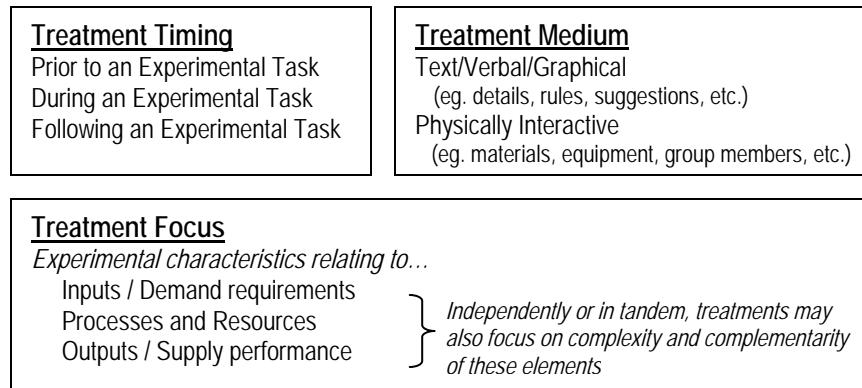 Treatment Timing
Prior to an Experimental Task
During an Experimental Task
Following an Experimental Task
Treatment Medium
Text/Verbal/Graphical
(eg. details, rules, suggestions, etc.)
Physically Interactive
(eg. materials, equipment, group members, etc.)
Treatment Focus
Experimental characteristics relating to…
Inputs / Demand requirements
Processes and Resources
Outputs / Supply performance
Independently or in tandem, treatments may
also focus on complexity and complementarity
of these elements